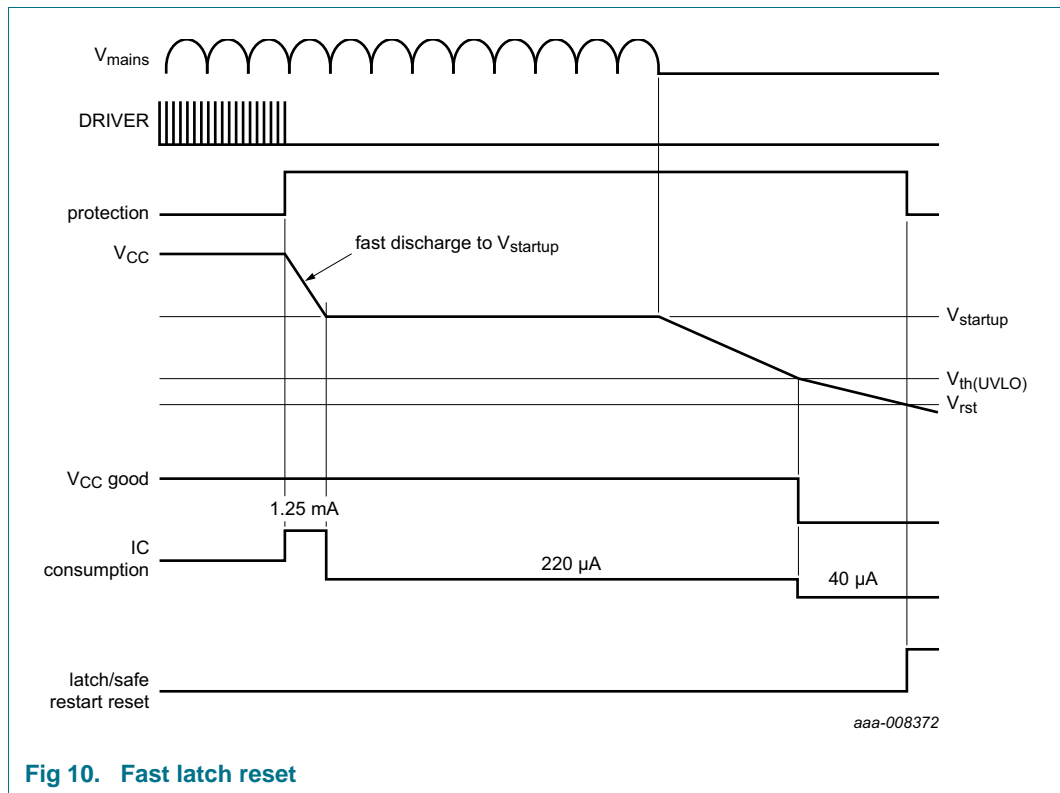 Vmains
DRIVER
protection
VCC
fast discharge to Vstartup
Vstartup
Vth(UVLO)
Vrst
VCC good
1.25 mA
IC
consumption
220 µA
40 µA
latch/safe
restart reset
aaa-008372
Fig 10. Fast latch reset